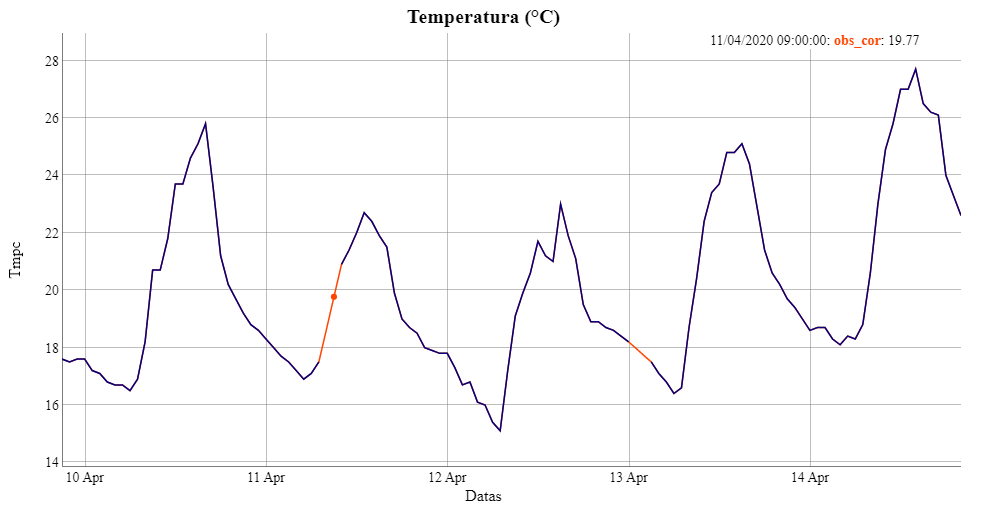 Temperatura (°C)
11/04/2020 09:00:00: obs_cor: 19.77
28
26
24
22
20
18
16
14
Tmpc
10 Apr
11 Apr
12 Apr
13 Apr
14 Apr
Datas